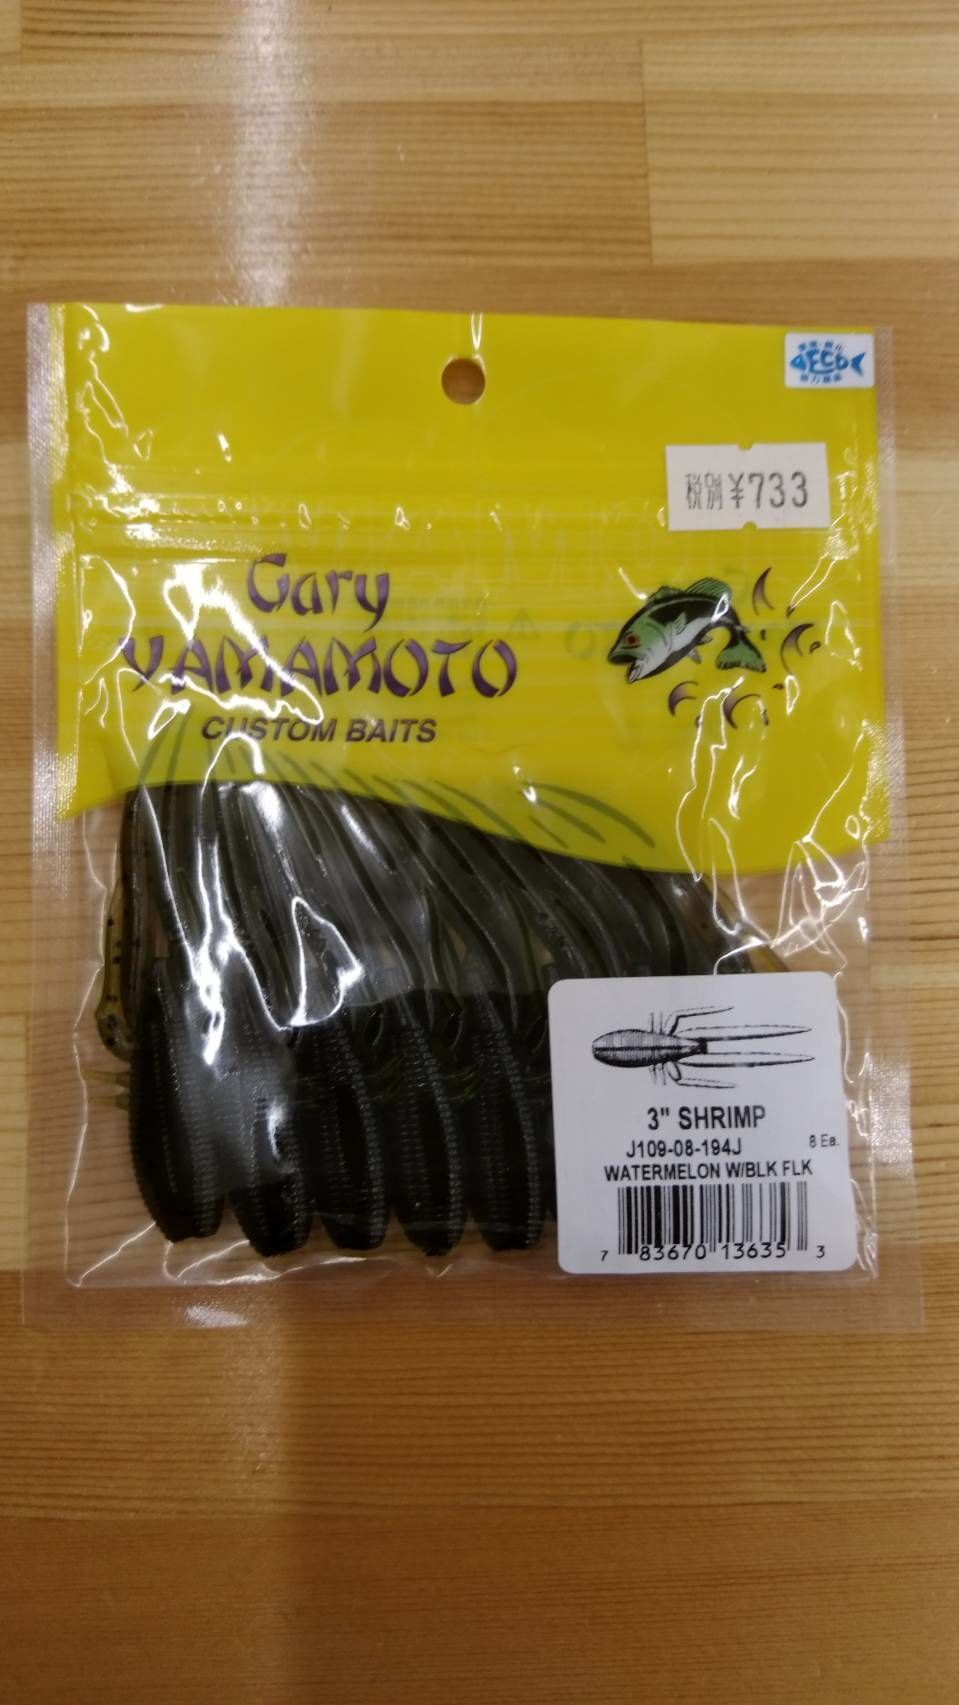 ECO
税別¥733
Gary
YAMAMOTO
CUSTOM BAITS
3" SHRIMP
J109-08-194J
8 Ea.
WATERMELON W/BLK FLK
7 83670 13635 3